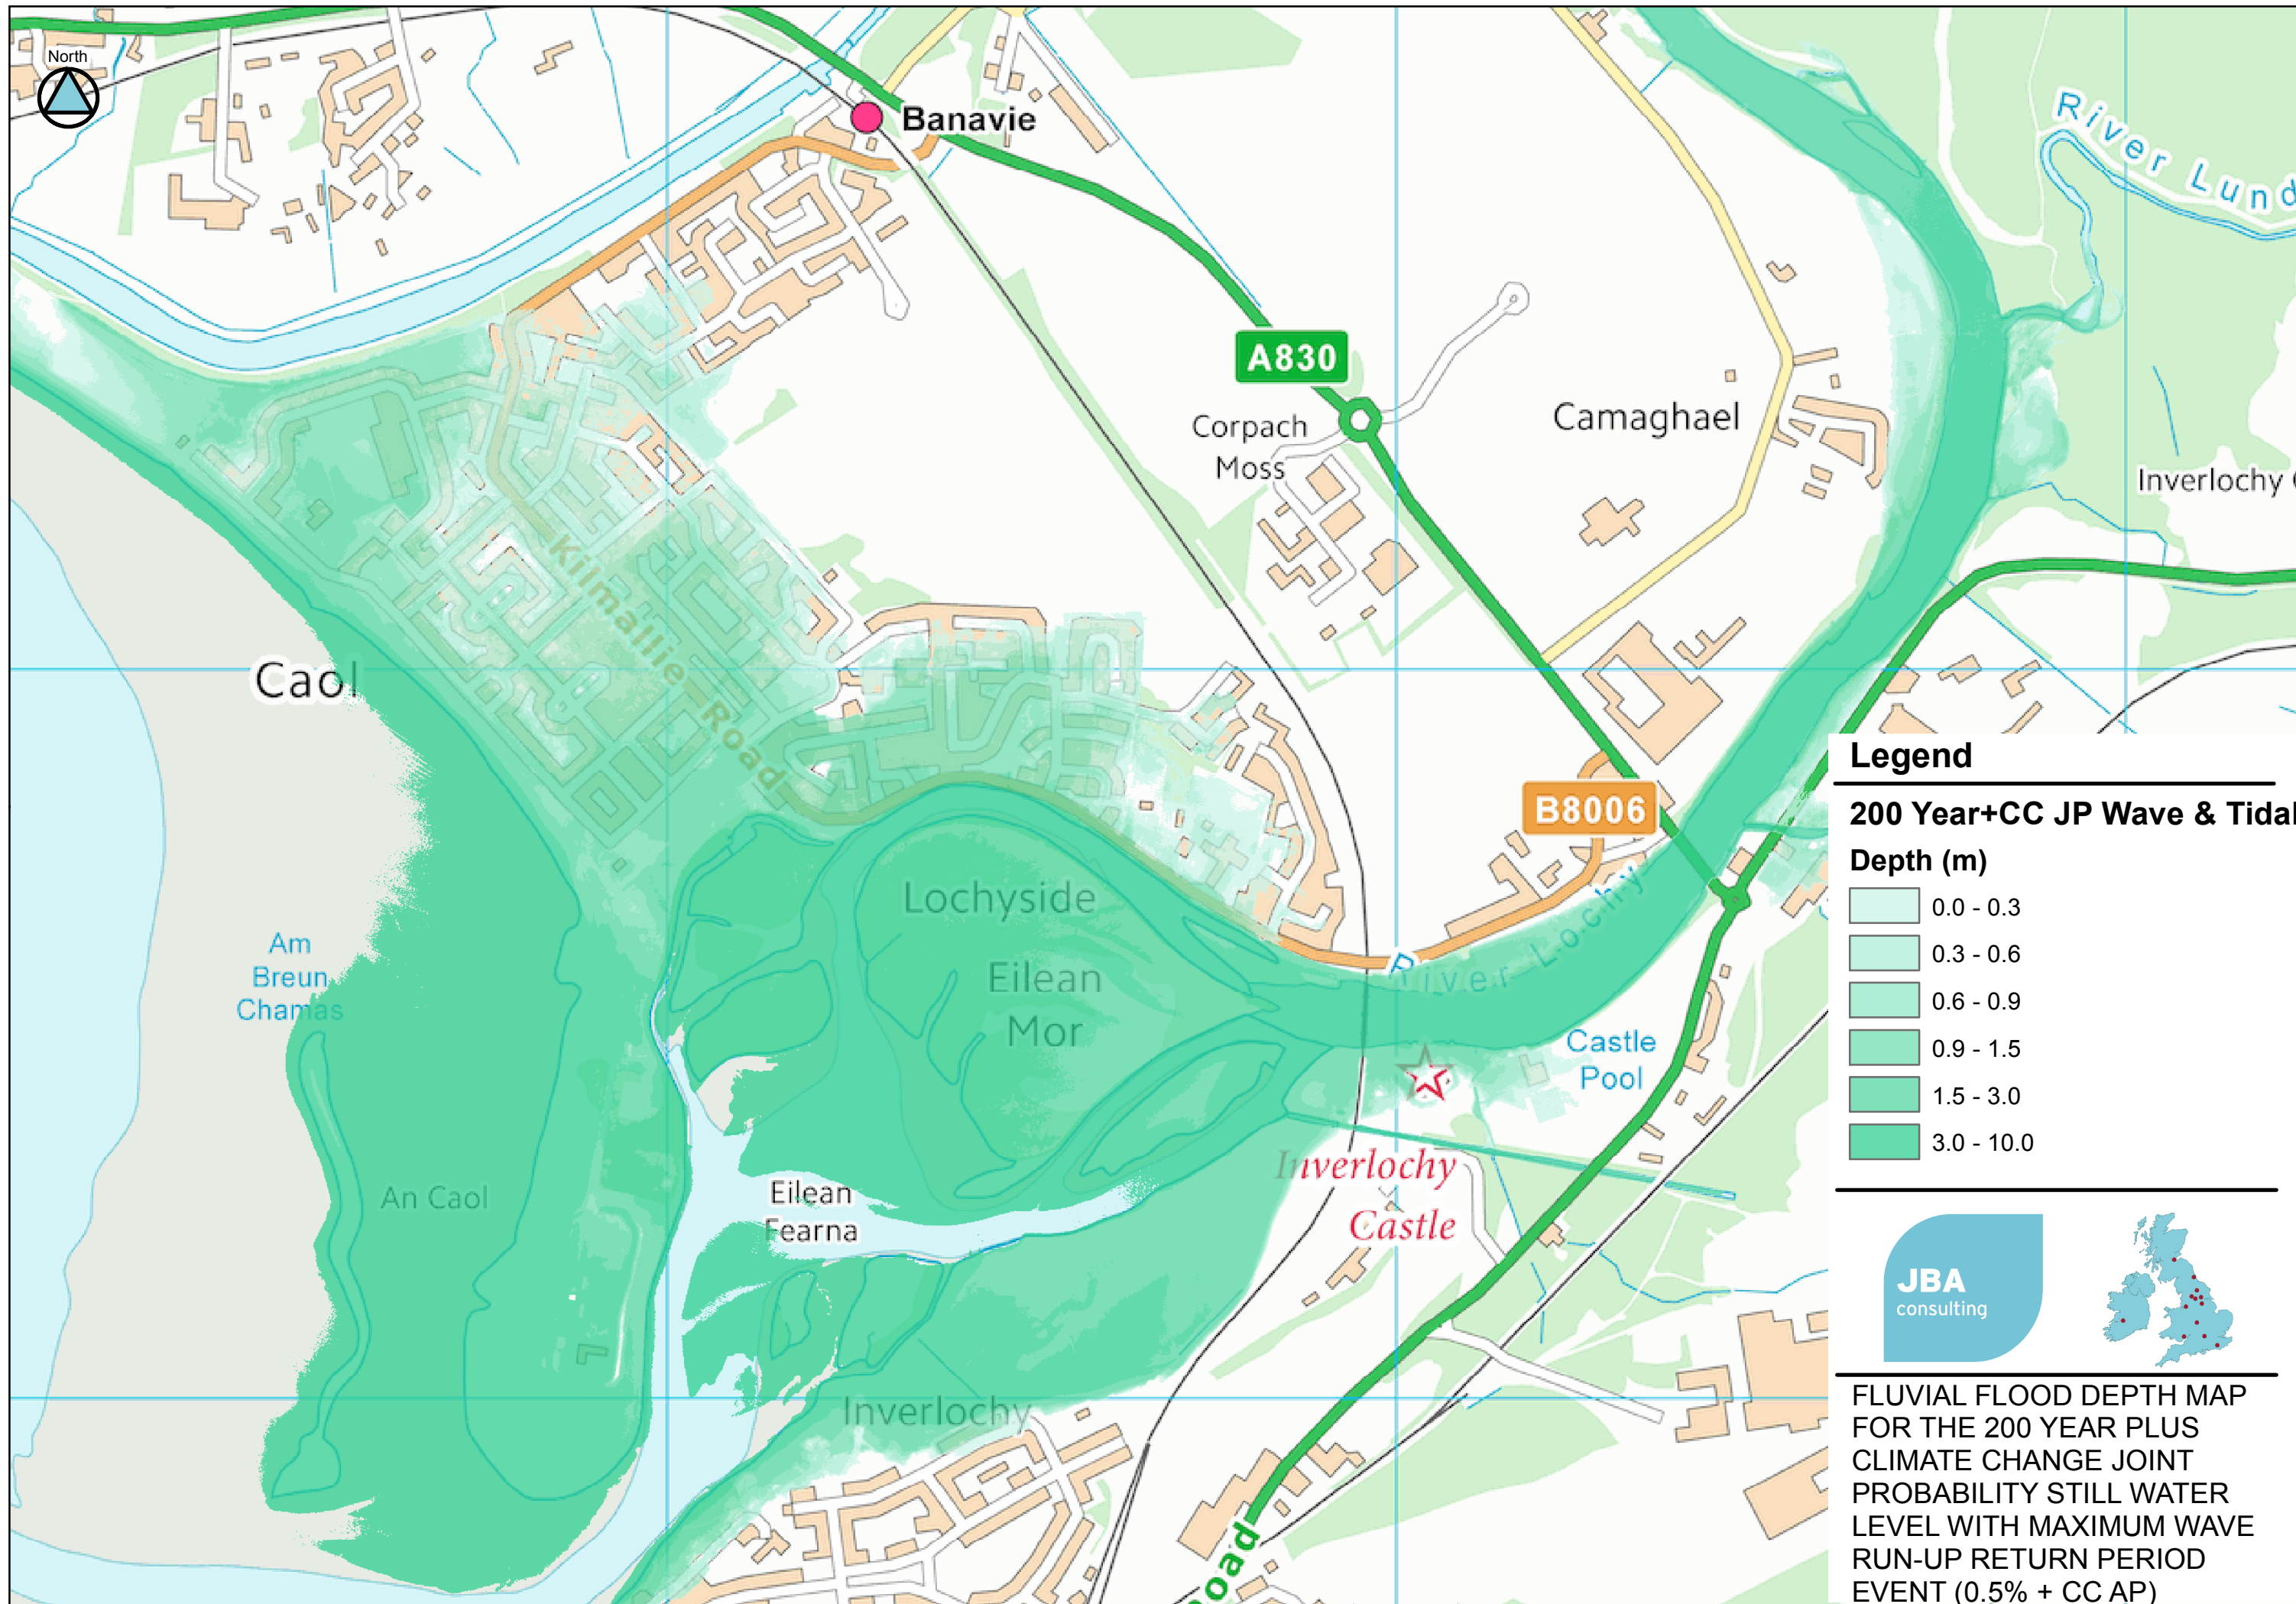 North
Banavie
River Lund
A830
Corpach
Moss
Camaghael
Inverlochy
Kilmallie Road
Caol
B8006
Lochyside
River Lochy
Am
Breun
Chamas
Eilean
Mor
Castle
Pool
Inverlochy
Castle
An Caol
Eilean
Fearna
Inverlochy
Road
Legend
200 Year+CC JP Wave & Tidal
Depth (m)
0.0 - 0.3
0.3 - 0.6
0.6 - 0.9
0.9 - 1.5
1.5 - 3.0
3.0 - 10.0
JBA
consulting
FLUVIAL FLOOD DEPTH MAP
FOR THE 200 YEAR PLUS
CLIMATE CHANGE JOINT
PROBABILITY STILL WATER
LEVEL WITH MAXIMUM WAVE
RUN-UP RETURN PERIOD
EVENT (0.5% + CC AP)